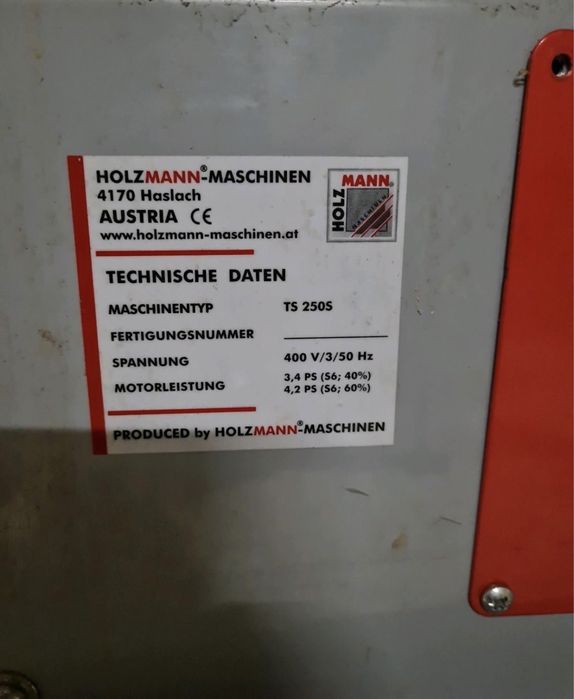 HOLZMANN®-MASCHINEN
4170 Haslach
AUSTRIA CE
www.holzmann-maschinen.at
HOLZ
MANN®
MASCHINEN
TECHNISCHE DATEN
MASCHINENTYP TS 250S
FERTIGUNGSNUMMER
SPANNUNG 400 V/3/50 Hz
MOTORLEISTUNG 3,4 PS (S6; 40%)
4,2 PS (S6; 60%)
PRODUCED by HOLZMANN®-MASCHINEN